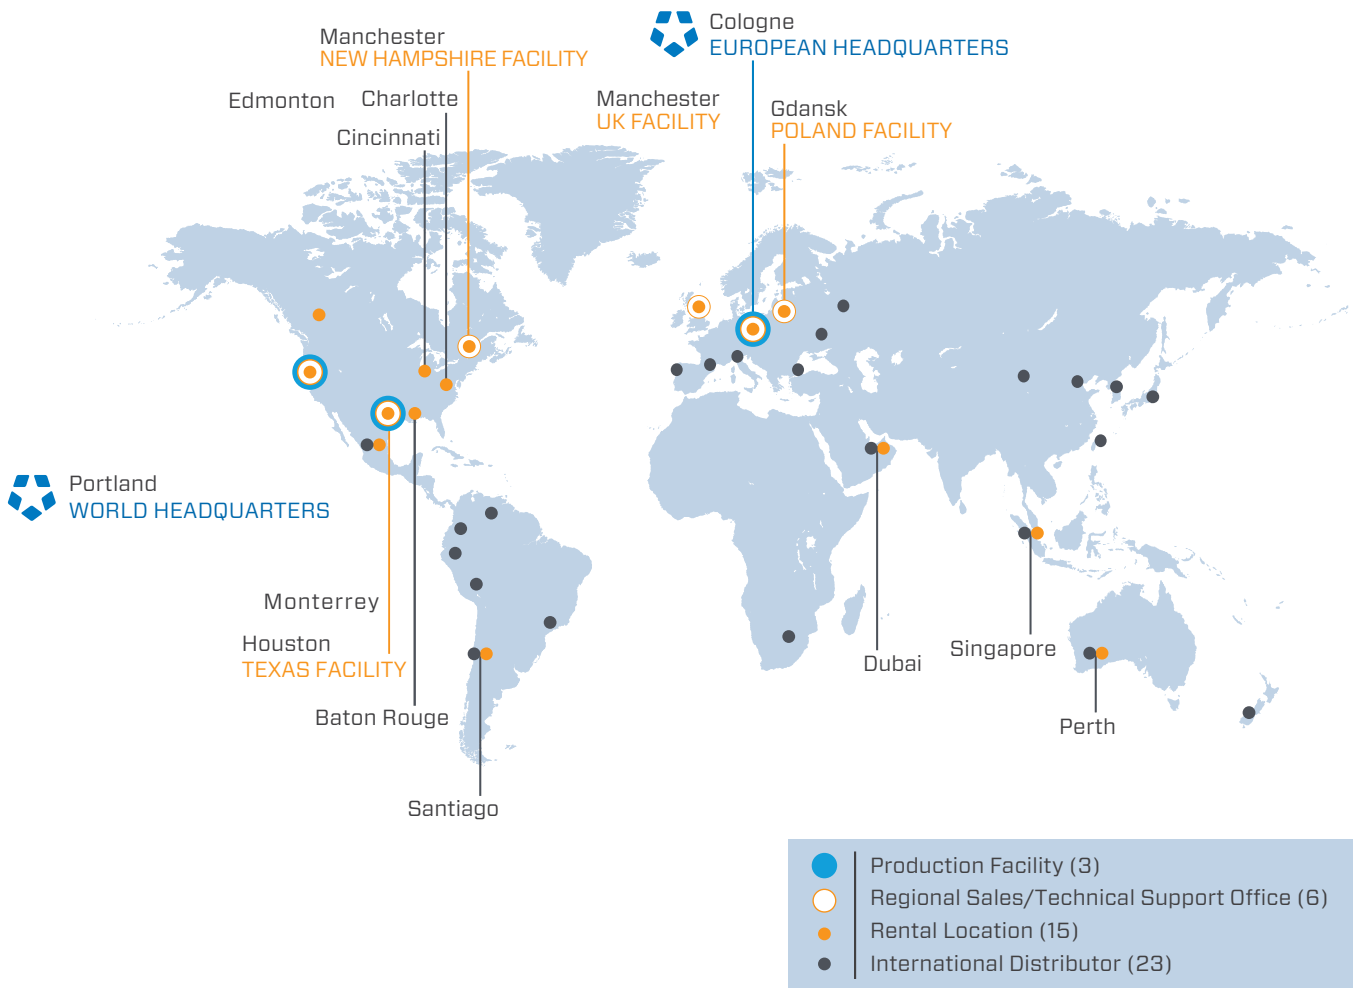 Cologne
EUROPEAN HEADQUARTERS
Manchester
NEW HAMPSHIRE FACILITY
Edmonton
Charlotte
Manchester
UK FACILITY
Gdansk
POLAND FACILITY
Cincinnati
Portland
WORLD HEADQUARTERS
Monterrey
Houston
TEXAS FACILITY
Baton Rouge
Santiago
Dubai
Singapore
Perth
Production Facility (3)
Regional Sales/Technical Support Office (6)
Rental Location (15)
International Distributor (23)